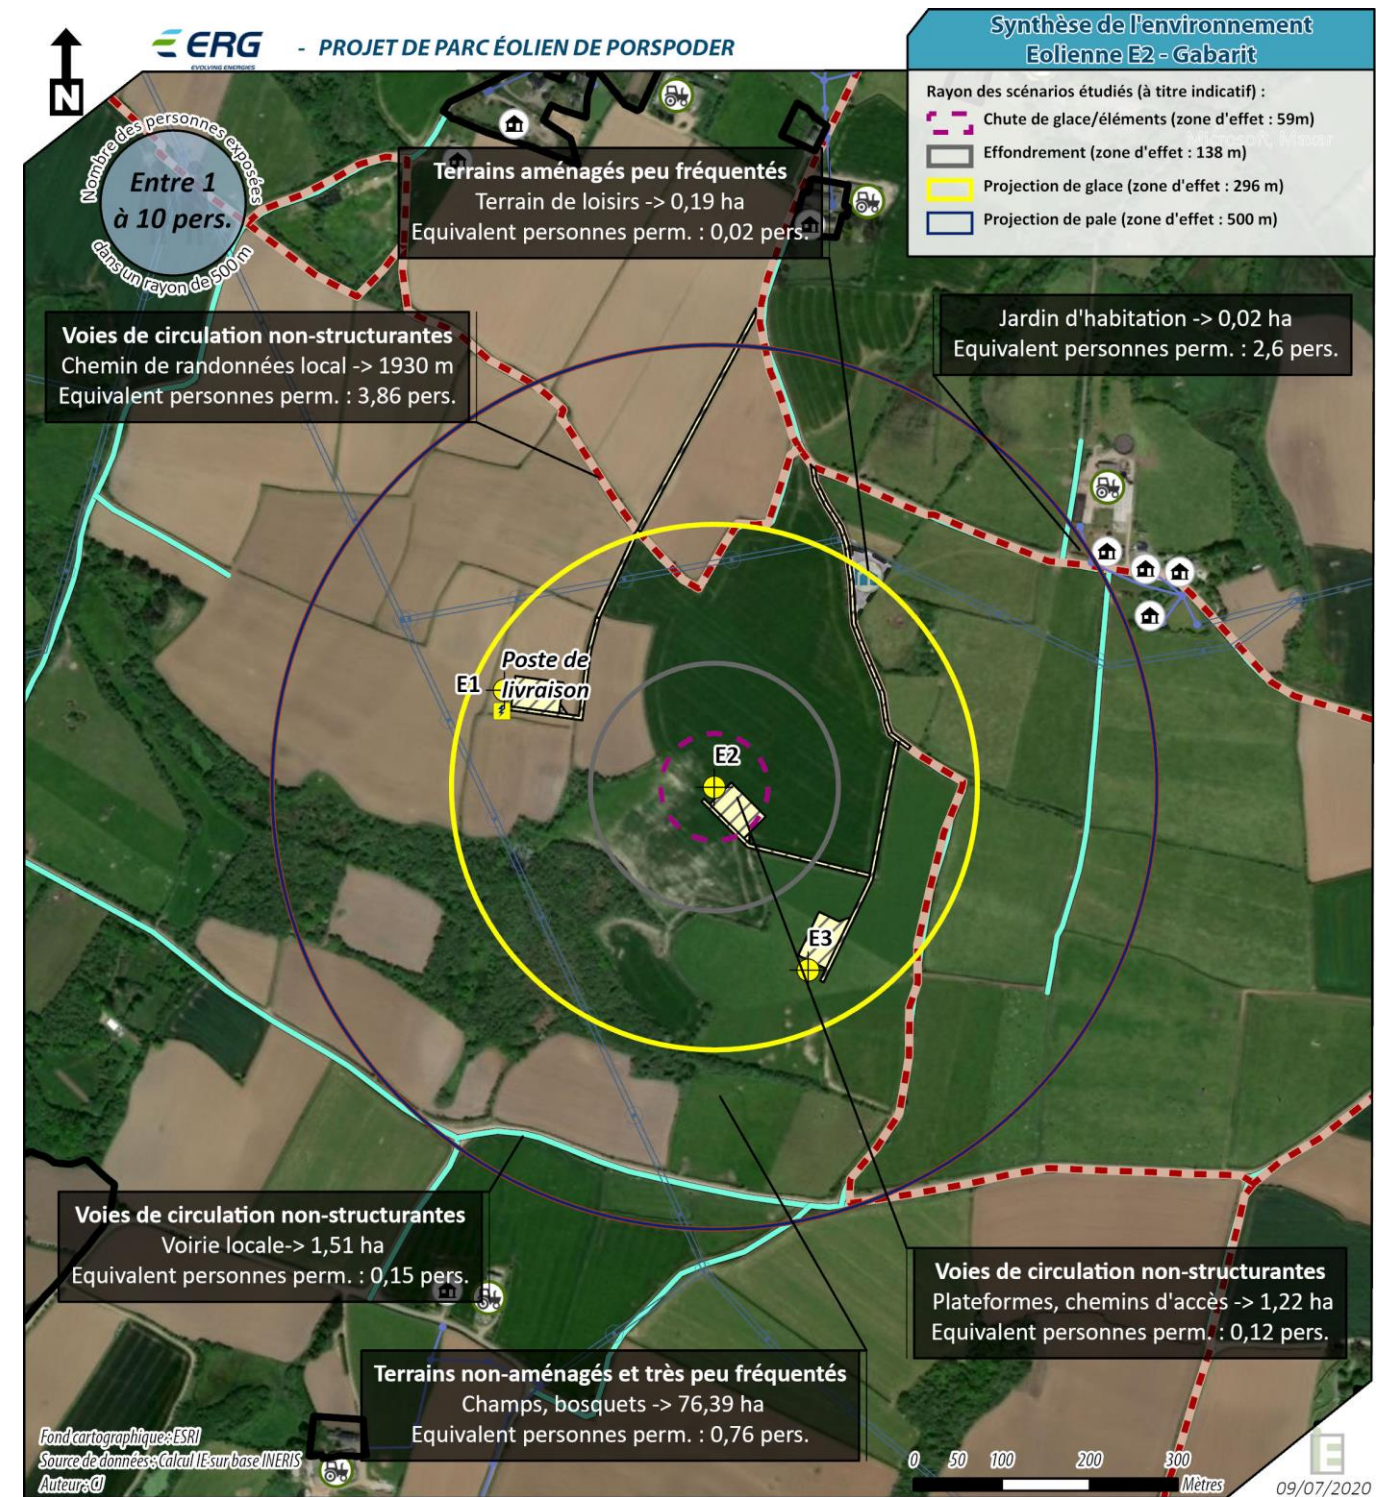 N
ERG
EVOLVING ENERGIES
- PROJET DE PARC ÉOLIEN DE PORSPODER
Synthèse de l'environnement
Eolienne E2 - Gabarit
Rayon des scénarios étudiés (à titre indicatif) :
Chute de glace/éléments (zone d'effet : 59m)
Effondrement (zone d'effet : 138 m)
Projection de glace (zone d'effet : 296 m)
Projection de pale (zone d'effet : 500 m)
Nombre des personnes exposées
Entre 1
à 10 pers.
dans un rayon de 500 m
Terrains aménagés peu fréquentés
Terrain de loisirs -> 0,19 ha
Equivalent personnes perm. : 0,02 pers.
Jardin d'habitation -> 0,02 ha
Equivalent personnes perm. : 2,6 pers.
Voies de circulation non-structurantes
Chemin de randonnées local -> 1930 m
Equivalent personnes perm. : 3,86 pers.
Poste de
livraison
E1
E2
E3
Voies de circulation non-structurantes
Voirie locale-> 1,51 ha
Equivalent personnes perm. : 0,15 pers.
Voies de circulation non-structurantes
Plateformes, chemins d'accès -> 1,22 ha
Equivalent personnes perm. : 0,12 pers.
Terrains non-aménagés et très peu fréquentés
Champs, bosquets -> 76,39 ha
Equivalent personnes perm. : 0,76 pers.
Fond cartographique : ESRI
Source de données : Calcul IE sur base INERIS
Auteur : CJ
0 50 100 200 300
Mètres
09/07/2020